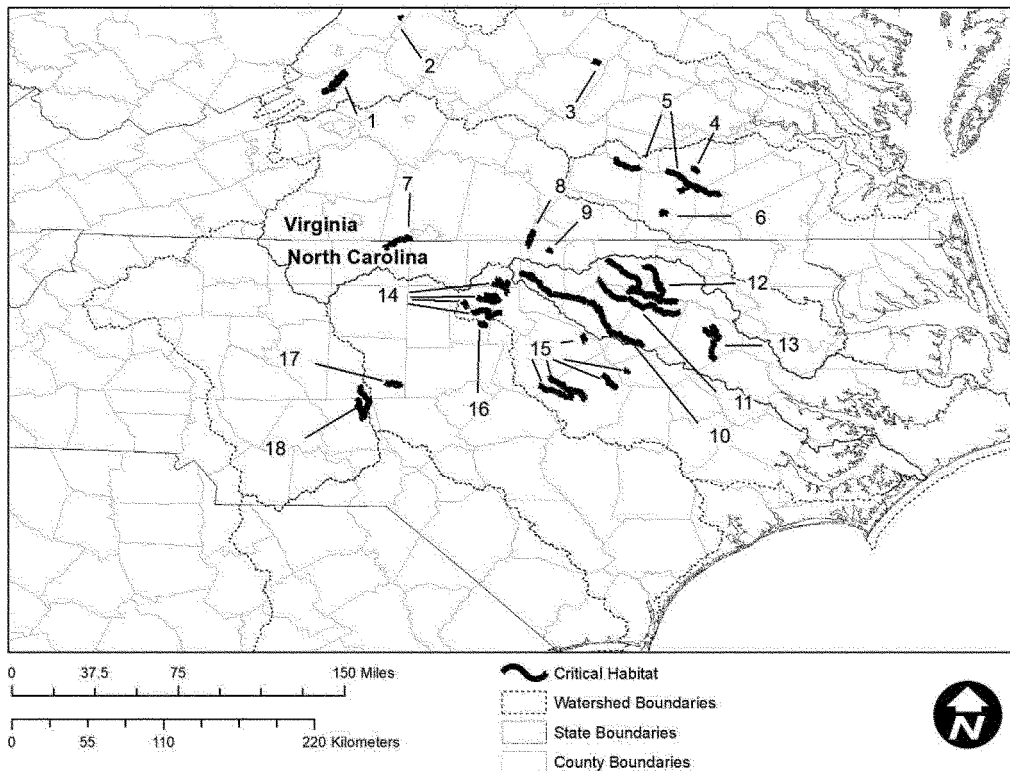 2
3
1
5
4
7
8
9
6
Virginia
North Carolina
14
12
15
13
17
16
11
10
18
0 37.5 75 150 Miles
0 55 110 220 Kilometers
Critical Habitat
Watershed Boundaries
State Boundaries
County Boundaries
N